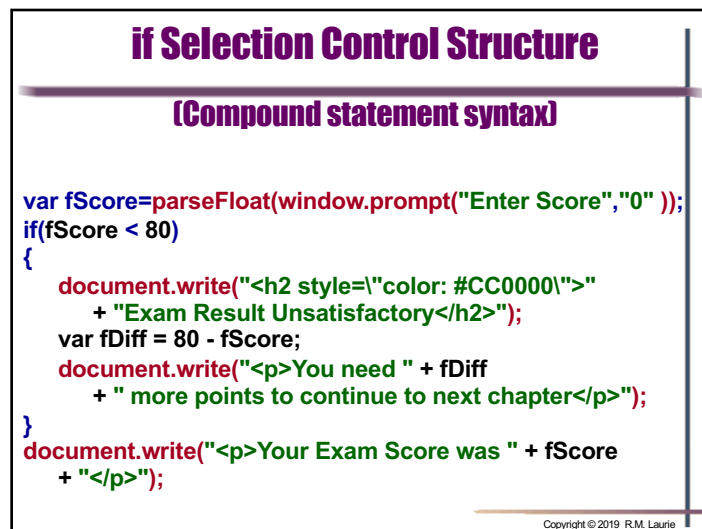 if Selection Control Structure
(Compound statement syntax)
var fScore=parseFloat(window.prompt("Enter Score","0" ));
if(fScore < 80)
{
document.write("<h2 style=\"color: #CC0000\">"
+ "Exam Result Unsatisfactory</h2>");
var fDiff = 80 - fScore;
document.write("<p>You need " + fDiff
+ " more points to continue to next chapter</p>");
}
document.write("<p>Your Exam Score was " + fScore
+ "</p>");
Copyright © 2019 R.M. Laurie